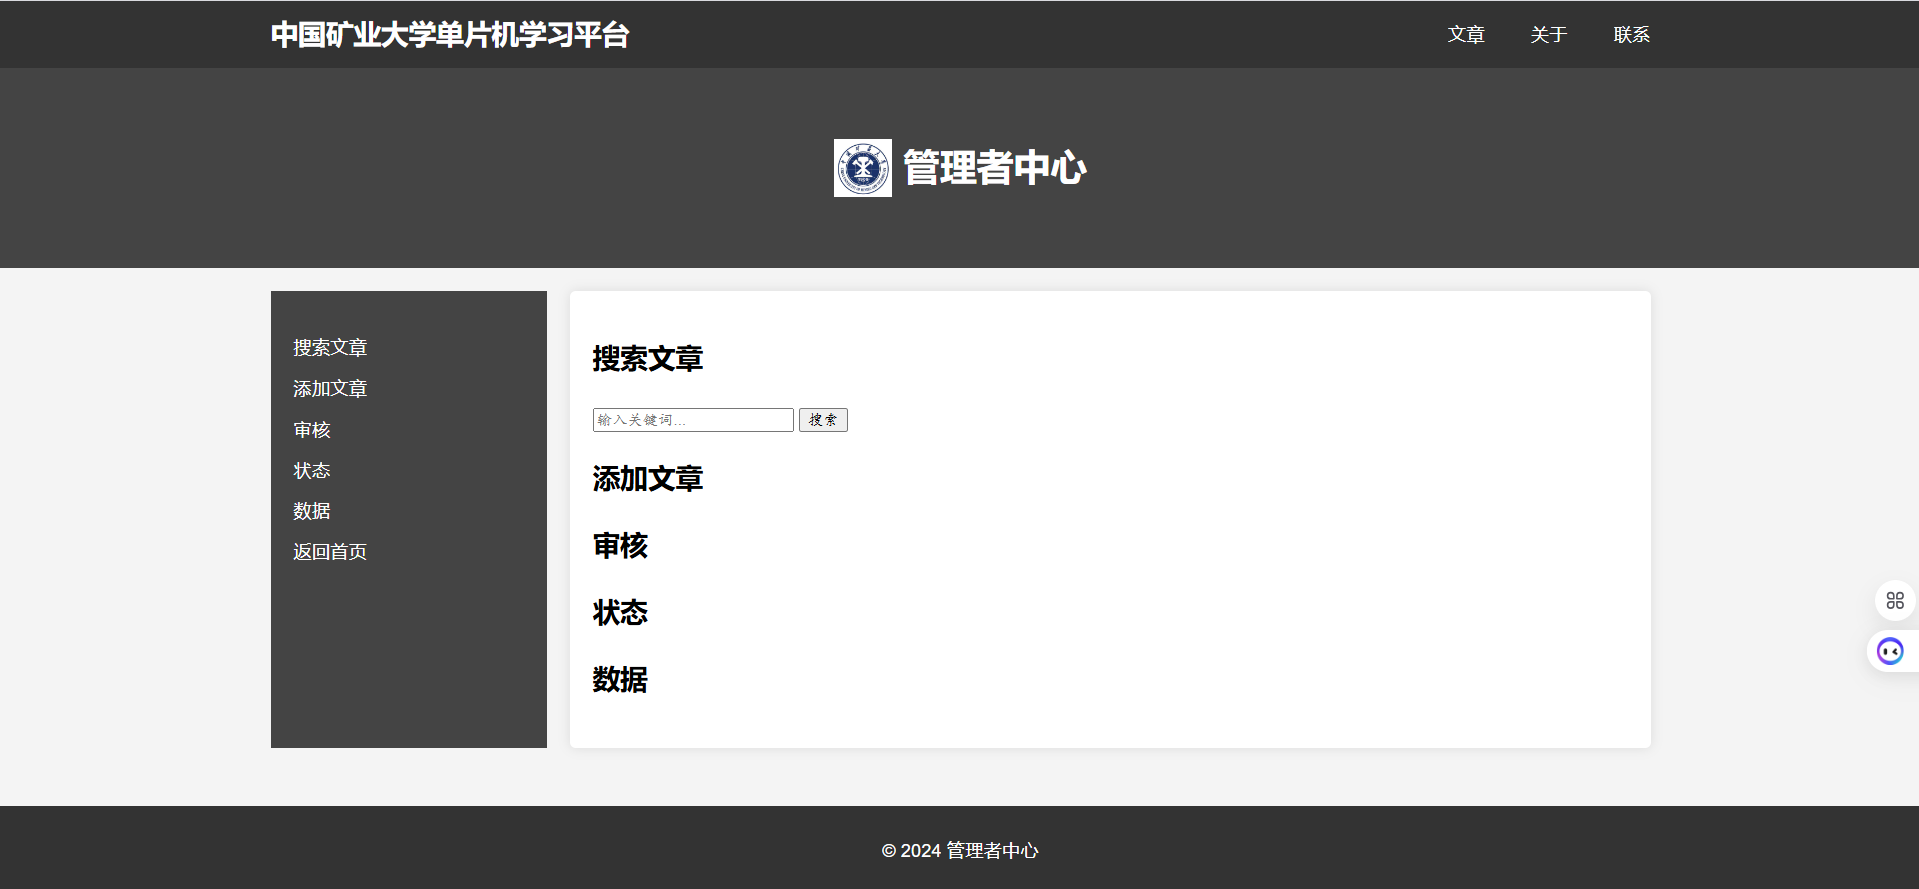 中国矿业大学单片机学习平台
文章 关于 联系
管理者中心
搜索文章
添加文章
审核
状态
数据
返回首页
搜索文章
输入关键词... 搜索
添加文章
审核
状态
数据
© 2024 管理者中心